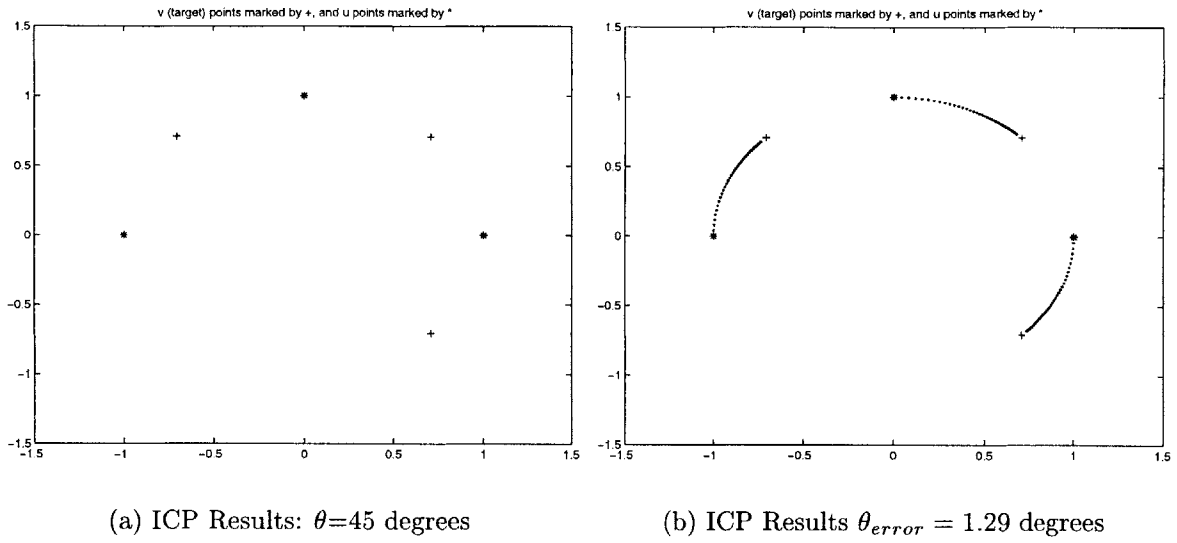 v (target) points marked by +, and u points marked by *
1.5
1
0.5
0
−0.5
−1
−1.5
−1.5 −1 −0.5 0 0.5 1 1.5
v (target) points marked by +, and u points marked by *
1.5
1
0.5
0
−0.5
−1
−1.5
−1.5 −1 −0.5 0 0.5 1 1.5
(a) ICP Results: θ=45 degrees
(b) ICP Results θerror = 1.29 degrees